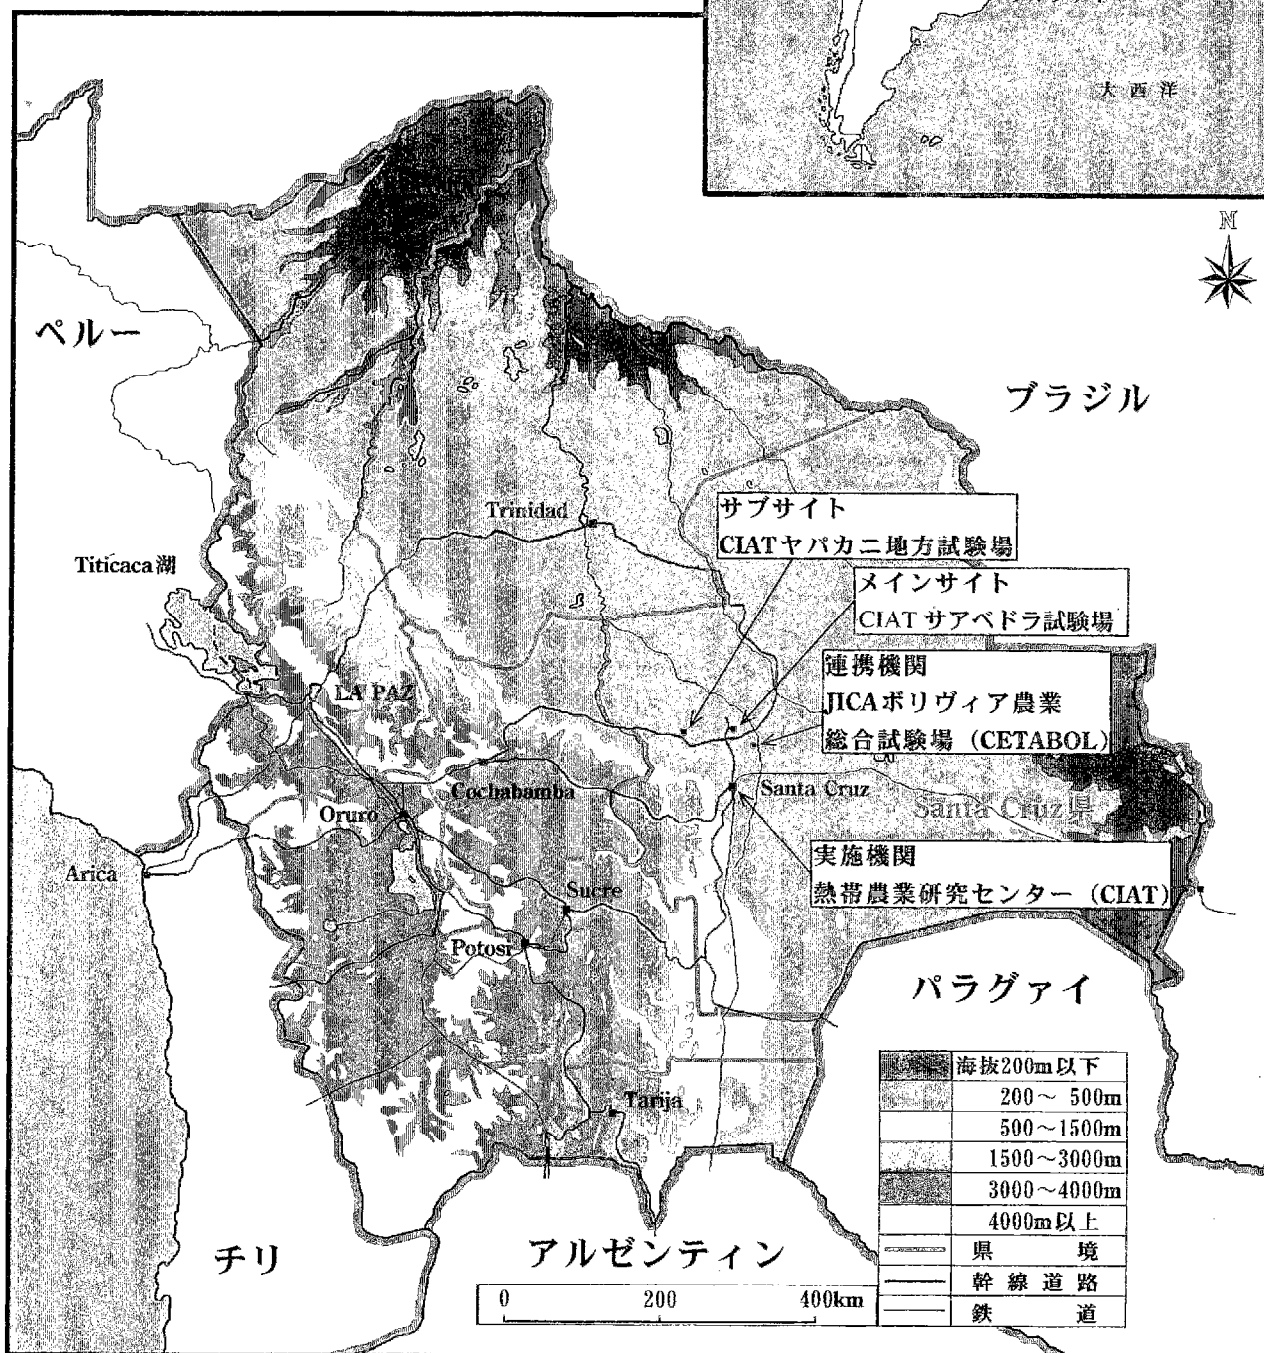 大西洋
N
ペルー
ブラジル
サブサイト
CIATヤパカニ地方試験場
Trinidad
メインサイト
CIAT サアベドラ試験場
Titicaca湖
連携機関
JICAボリヴィア農業
総合試験場（CETABOL）
LA PAZ
Cochabamba
Santa Cruz
Santa Cruz県
Oruro
Arica
実施機関
熱帯農業研究センター（CIAT）
Sucre
Potosi
パラグァイ
海抜200m以下
200～ 500m
500～1500m
1500～3000m
3000～4000m
4000m以上
県 境
幹線道路
鉄 道
Tarija
チリ
アルゼンティン
0 200 400km